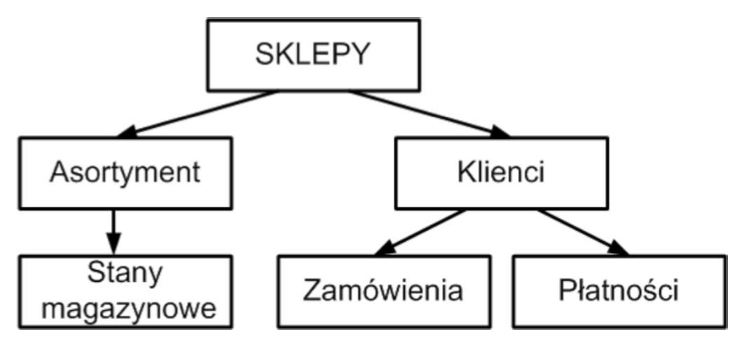 SKLEPY
Asortyment
Klienci
Stany
magazynowe
Zamówienia
Płatności